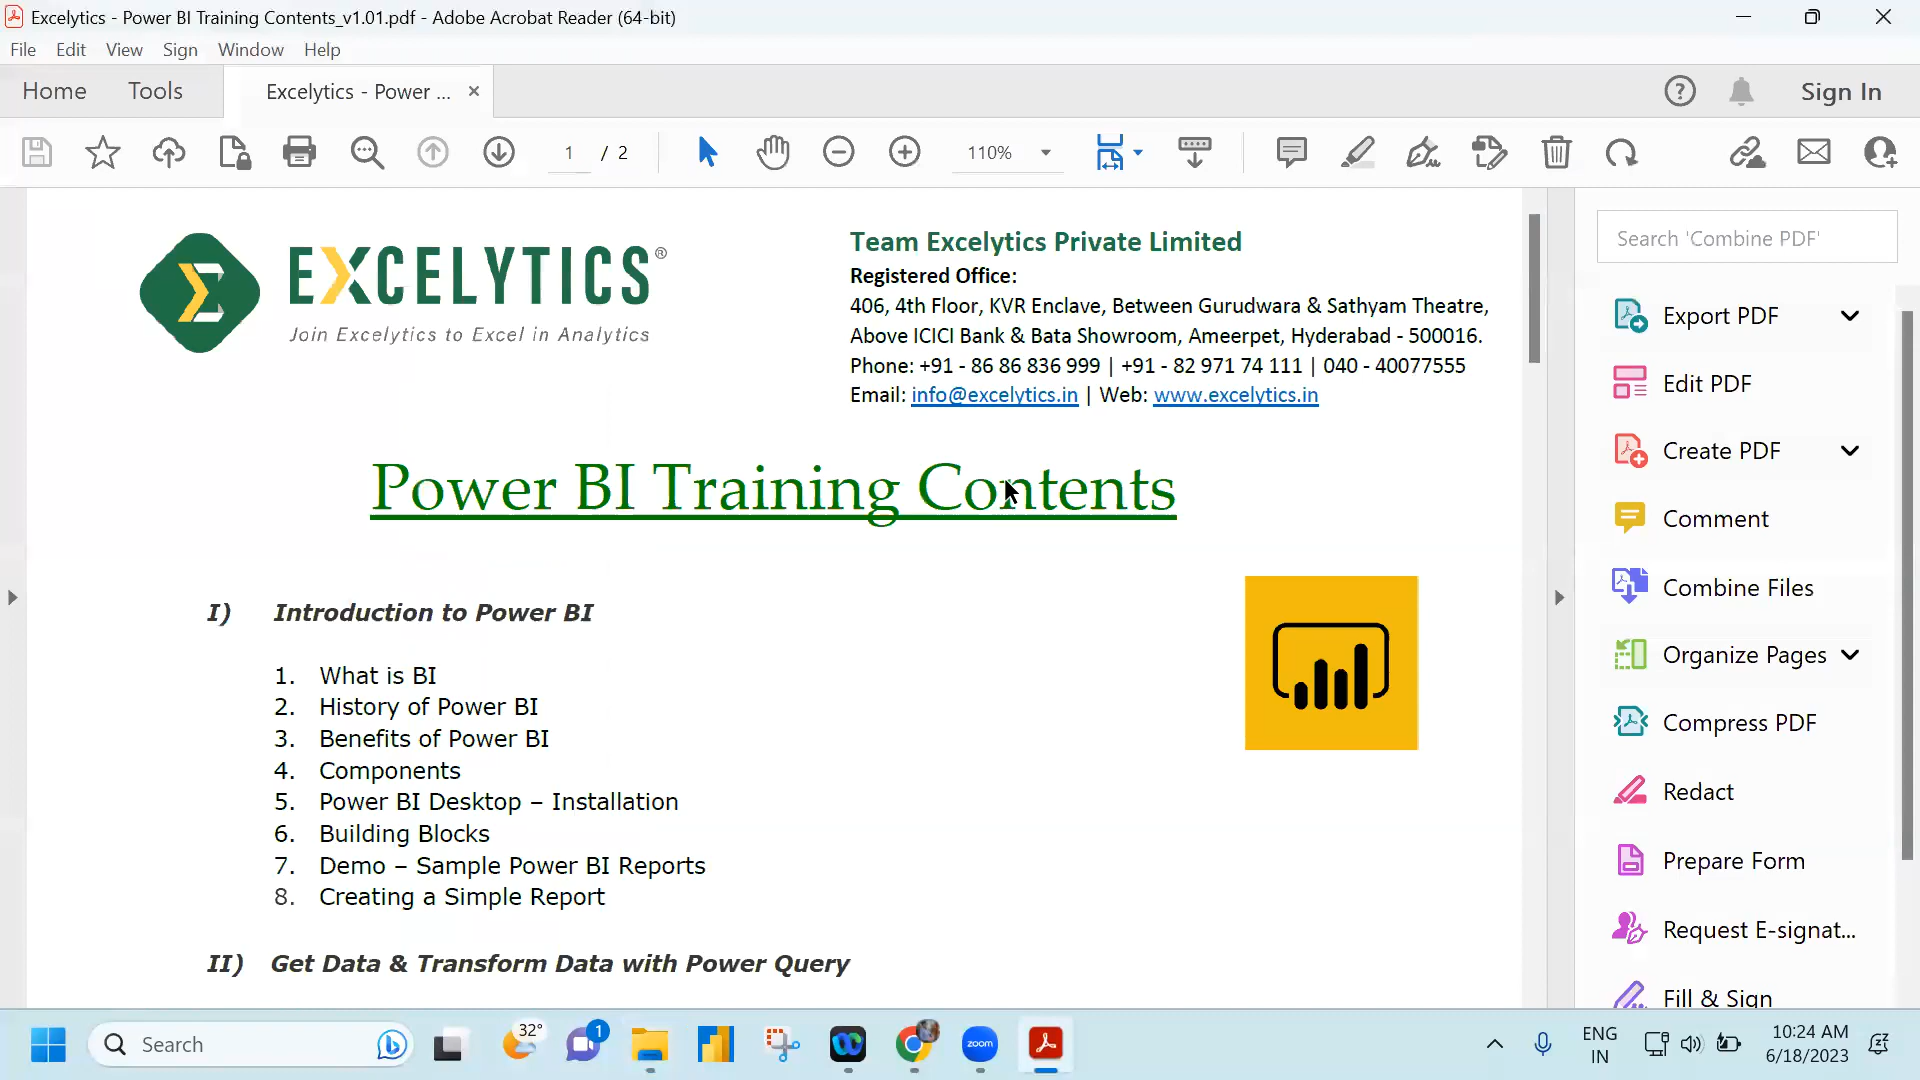 Excelytics - Power BI Training Contents_v1.01.pdf - Adobe Acrobat Reader (64-bit)
File Edit View Sign Window Help
Home Tools Excelytics - Power ... Sign In
1 / 2 110%
EXCELYTICS®
Join Excelytics to Excel in Analytics
Team Excelytics Private Limited
Registered Office:
406, 4th Floor, KVR Enclave, Between Gurudwara & Sathyam Theatre,
Above ICICI Bank & Bata Showroom, Ameerpet, Hyderabad - 500016.
Phone: +91 - 86 86 836 999 | +91 - 82 971 74 111 | 040 - 40077555
Email: info@excelytics.in | Web: www.excelytics.in
Power BI Training Contents
I) Introduction to Power BI
1. What is BI
2. History of Power BI
3. Benefits of Power BI
4. Components
5. Power BI Desktop – Installation
6. Building Blocks
7. Demo – Sample Power BI Reports
8. Creating a Simple Report
II) Get Data & Transform Data with Power Query
Search 'Combine PDF'
Export PDF
Edit PDF
Create PDF
Comment
Combine Files
Organize Pages
Compress PDF
Redact
Prepare Form
Request E-signat...
Fill & Sign
Search
32°
1
zoom
ENG
IN
10:24 AM
6/18/2023